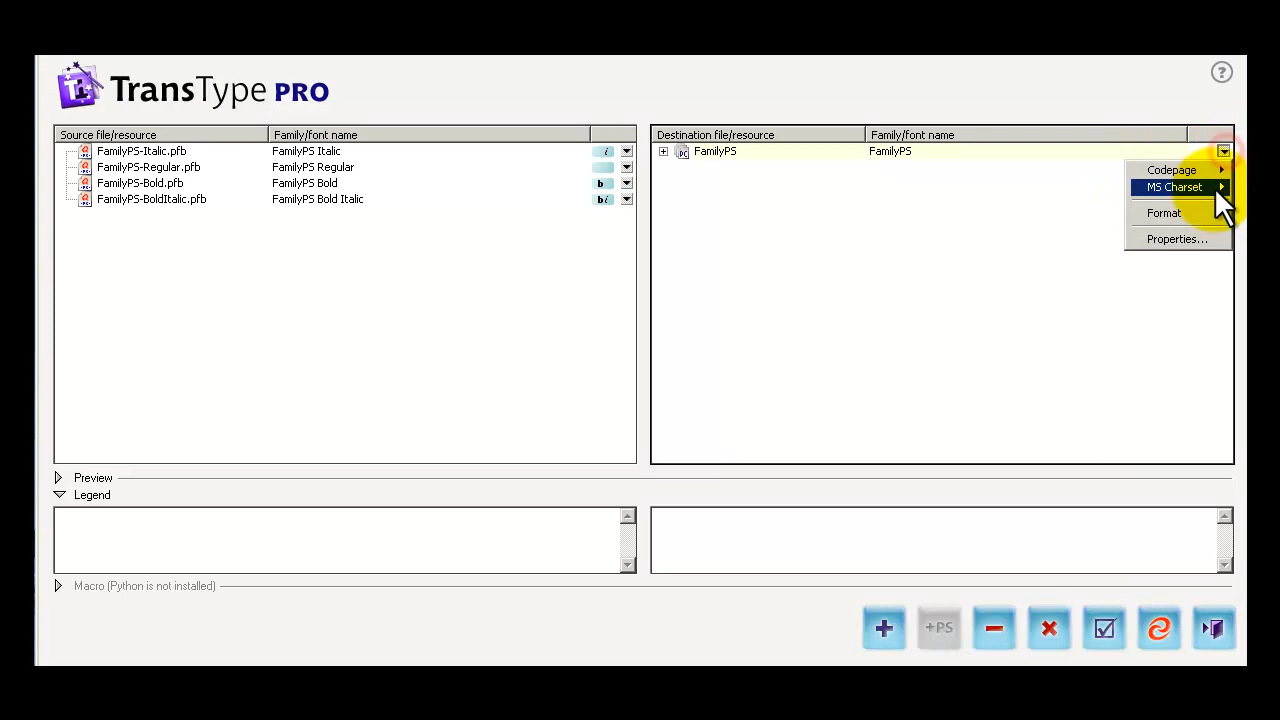 TransType PRO
?
Source file/resource Family/font name
FamilyPS-Italic.pfb FamilyPS Italic i
FamilyPS-Regular.pfb FamilyPS Regular
FamilyPS-Bold.pfb FamilyPS Bold b
FamilyPS-BoldItalic.pfb FamilyPS Bold Italic bi
Destination file/resource Family/font name
FamilyPS FamilyPS
Codepage
MS Charset
Format
Properties...
Preview
Legend
Macro (Python is not installed)
+PS